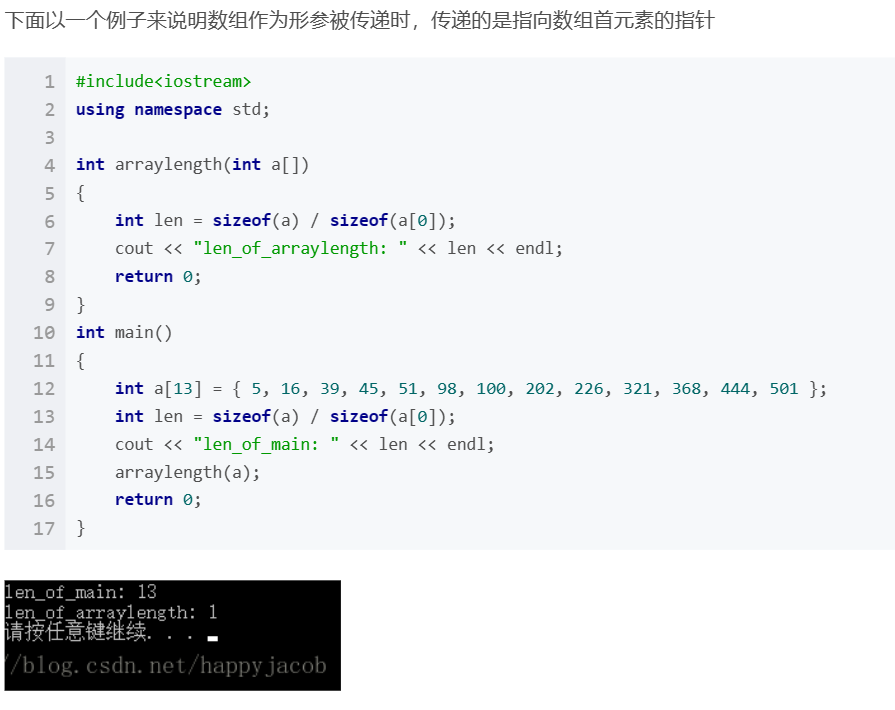 下面以一个例子来说明数组作为形参被传递时，传递的是指向数组首元素的指针
1 #include<iostream>
2 using namespace std;
3
4 int arraylength(int a[])
5 {
6     int len = sizeof(a) / sizeof(a[0]);
7     cout << "len_of_arraylength: " << len << endl;
8     return 0;
9 }
10 int main()
11 {
12     int a[13] = { 5, 16, 39, 45, 51, 98, 100, 202, 226, 321, 368, 444, 501 };
13     int len = sizeof(a) / sizeof(a[0]);
14     cout << "len_of_main: " << len << endl;
15     arraylength(a);
16     return 0;
17 }
len_of_main: 13
len_of_arraylength: 1
请按任意键继续. . .
//blog.csdn.net/happyjacob